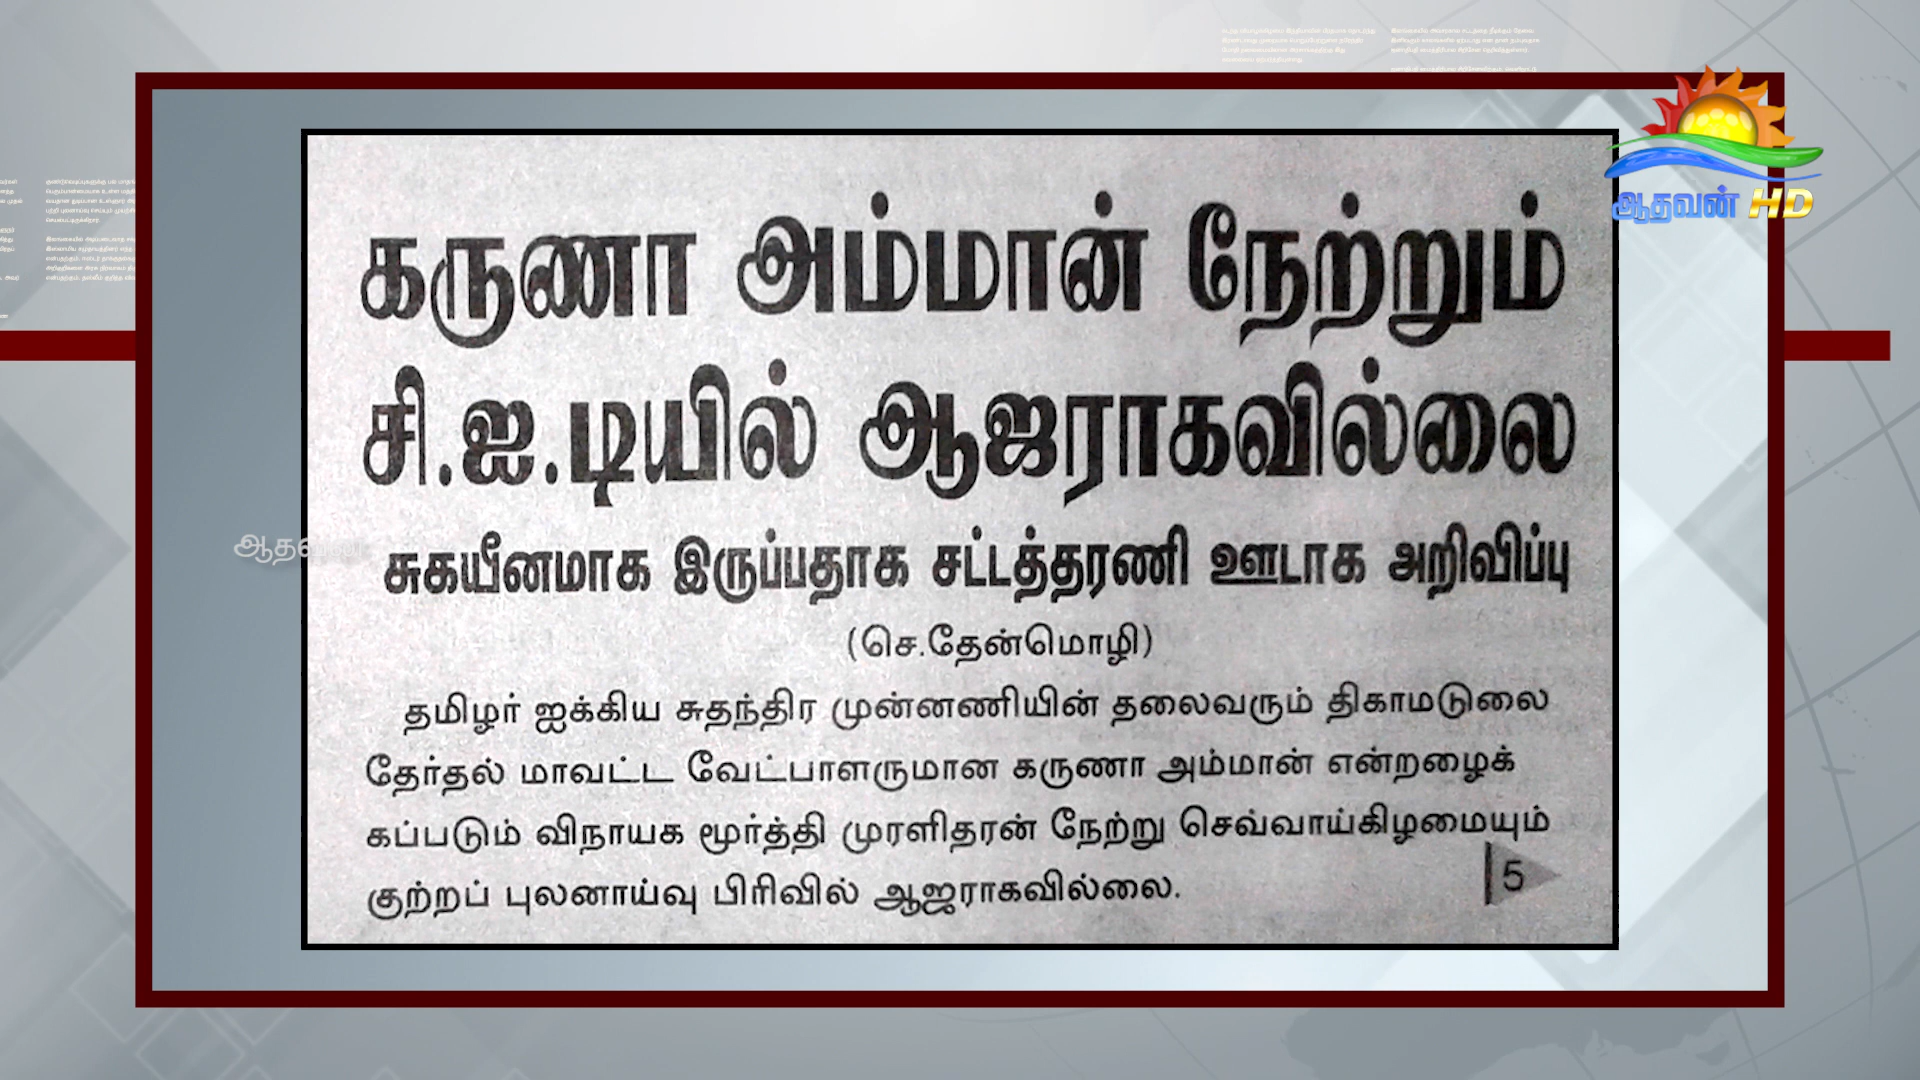 ஆதவன் HD
கருணா அம்மான் நேற்றும்
சி.ஐ.டியில் ஆஜராகவில்லை
சுகயீனமாக இருப்பதாக சட்டத்தரணி ஊடாக அறிவிப்பு
(செ.தேன்மொழி)
தமிழர் ஐக்கிய சுதந்திர முன்னணியின் தலைவரும் திகாமடுலை
தேர்தல் மாவட்ட வேட்பாளருமான கருணா அம்மான் என்றழைக்
கப்படும் விநாயக மூர்த்தி முரளிதரன் நேற்று செவ்வாய்கிழமையும்
குற்றப் புலனாய்வு பிரிவில் ஆஜராகவில்லை.
5